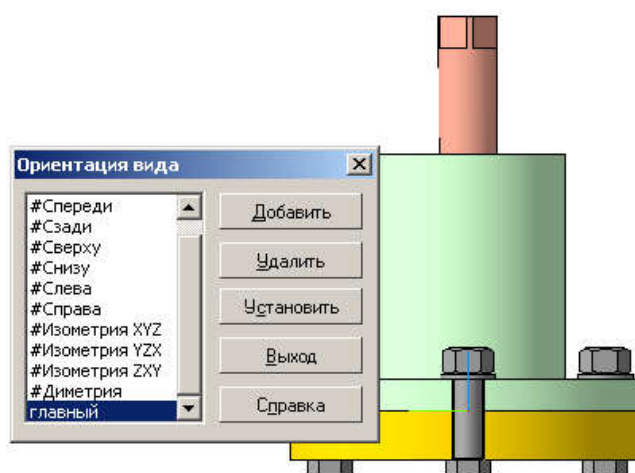 Ориентация вида
#Спереди
#Сзади
#Сверху
#Снизу
#Слева
#Справа
#Изометрия XYZ
#Изометрия YZX
#Изометрия ZXY
#Диметрия
главный
Добавить
Удалить
Установить
Выход
Справка